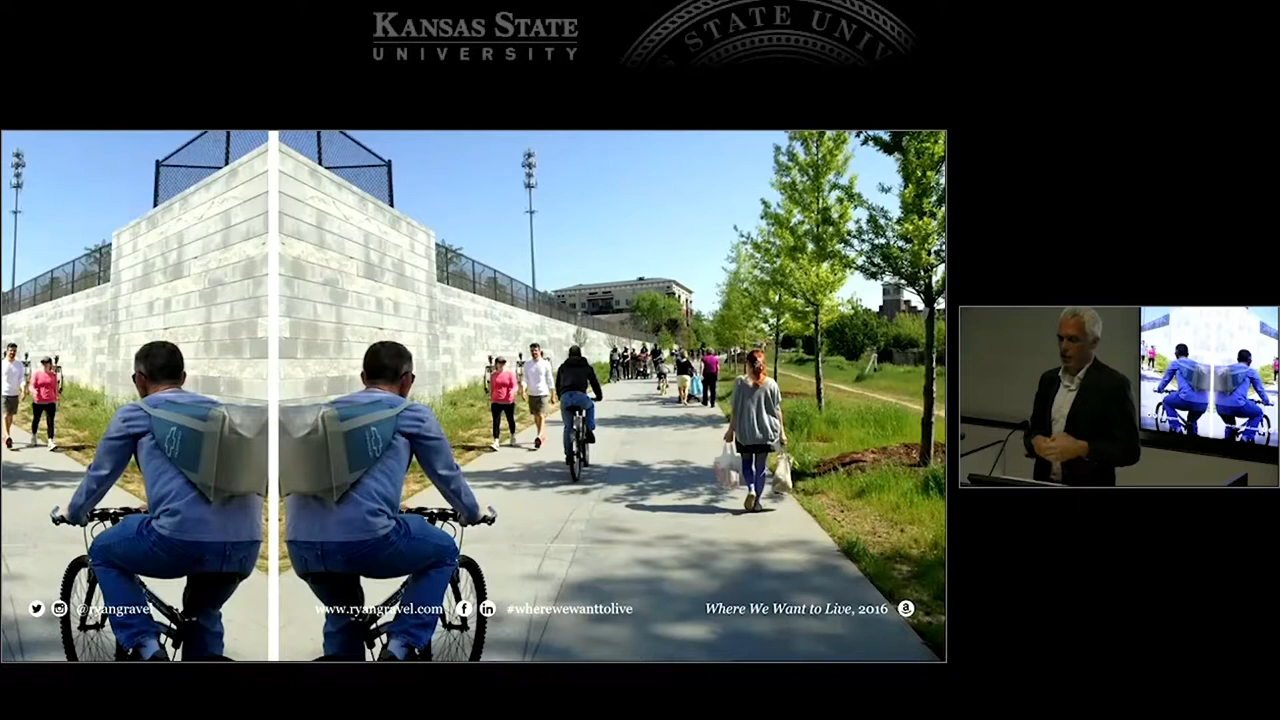 KANSAS STATE
UNIVERSITY
STATE UNIV
@ryangravel
www.ryangravel.com
#wherewewanttolive
Where We Want to Live, 2016